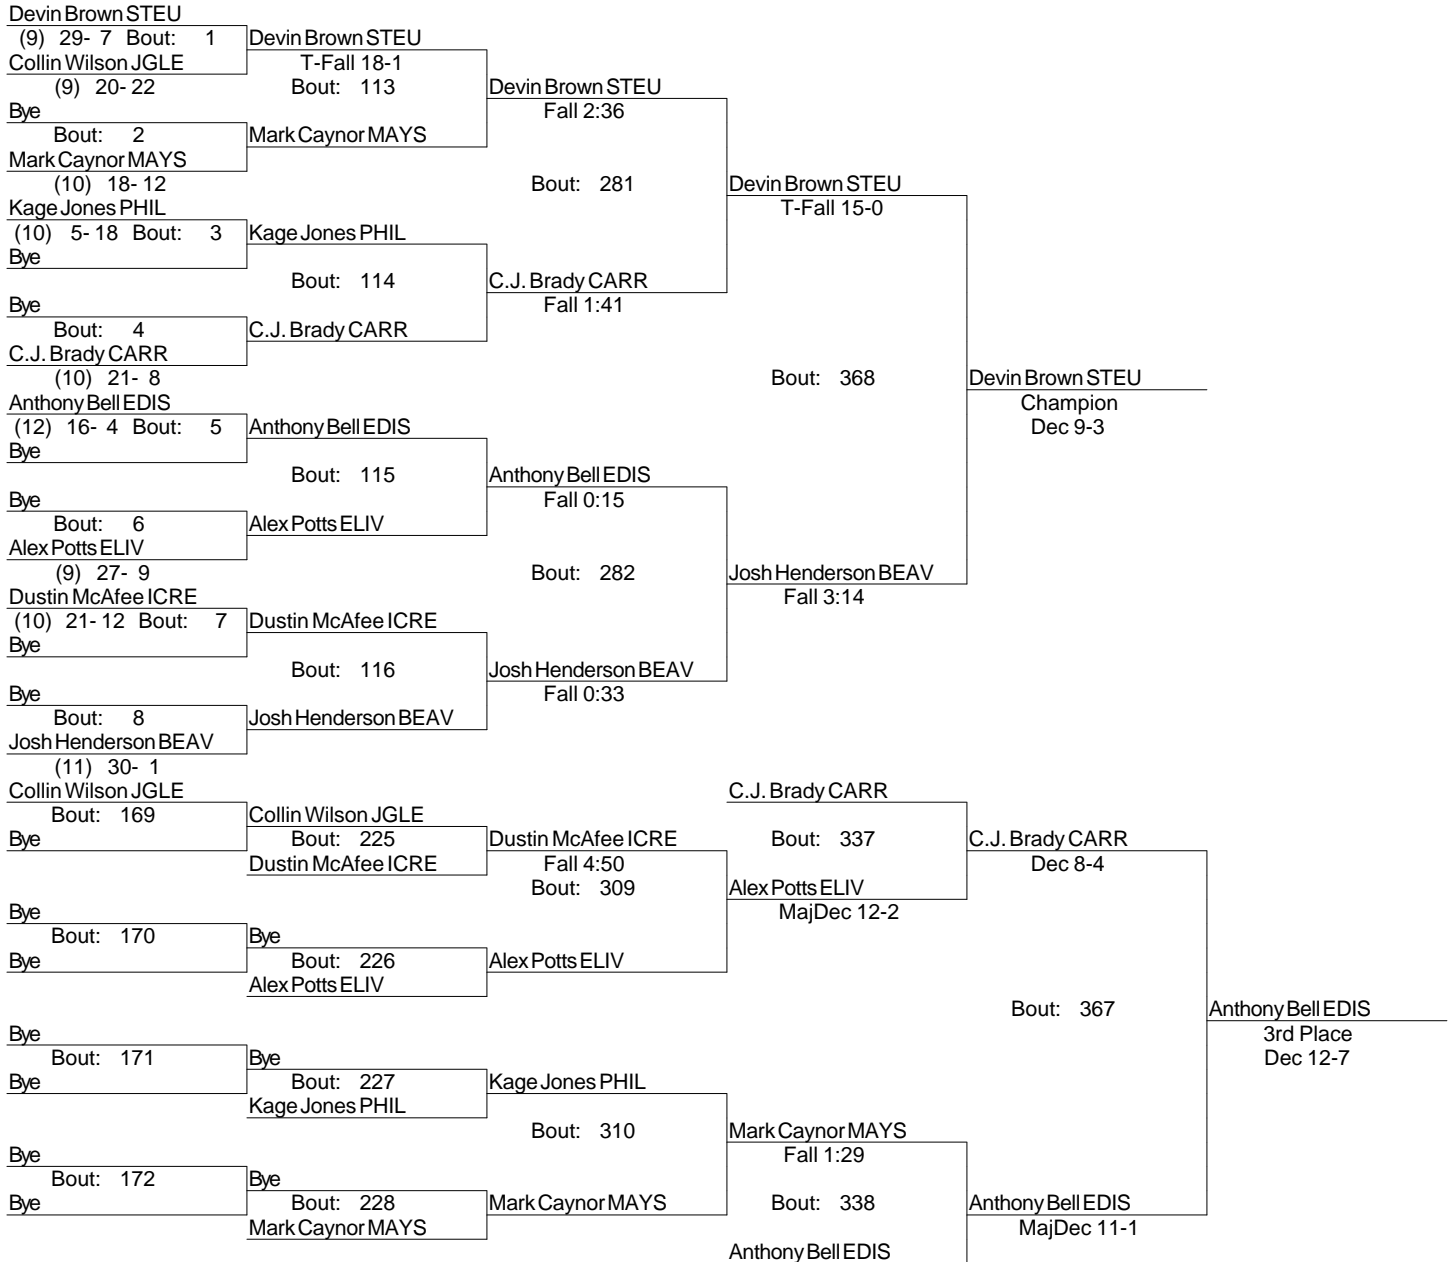 Devin Brown STEU
(9) 29- 7 Bout: 1 Devin Brown STEU
Collin Wilson JGLE T-Fall 18-1
(9) 20- 22 Bout: 113 Devin Brown STEU
Bye Fall 2:36
Bout: 2 Mark Caynor MAYS
Mark Caynor MAYS
(10) 18- 12 Bout: 281 Devin Brown STEU
Kage Jones PHIL T-Fall 15-0
(10) 5- 18 Bout: 3 Kage Jones PHIL
Bye
Bout: 114 C.J. Brady CARR
Bye Fall 1:41
Bout: 4 C.J. Brady CARR
C.J. Brady CARR
(10) 21- 8 Bout: 368 Devin Brown STEU
Anthony Bell EDIS Champion
(12) 16- 4 Bout: 5 Anthony Bell EDIS Dec 9-3
Bye
Bout: 115 Anthony Bell EDIS
Bye Fall 0:15
Bout: 6 Alex Potts ELIV
Alex Potts ELIV
(9) 27- 9 Bout: 282 Josh Henderson BEAV
Dustin McAfee ICRE Fall 3:14
(10) 21- 12 Bout: 7 Dustin McAfee ICRE
Bye
Bout: 116 Josh Henderson BEAV
Bye Fall 0:33
Bout: 8 Josh Henderson BEAV
Josh Henderson BEAV
(11) 30- 1
Collin Wilson JGLE C.J. Brady CARR
Bout: 169 Collin Wilson JGLE
Bye Bout: 225 Dustin McAfee ICRE Bout: 337 C.J. Brady CARR
Dustin McAfee ICRE Fall 4:50 Dec 8-4
Bout: 309 Alex Potts ELIV
Bye MajDec 12-2
Bout: 170 Bye
Bye Bout: 226 Alex Potts ELIV
Alex Potts ELIV
Bout: 367 Anthony Bell EDIS
Bye 3rd Place
Bout: 171 Bye Dec 12-7
Bye Bout: 227 Kage Jones PHIL
Kage Jones PHIL
Bout: 310 Mark Caynor MAYS
Bye Fall 1:29
Bout: 172 Bye
Bye Bout: 228 Mark Caynor MAYS Bout: 338 Anthony Bell EDIS
Mark Caynor MAYS MajDec 11-1
Anthony Bell EDIS